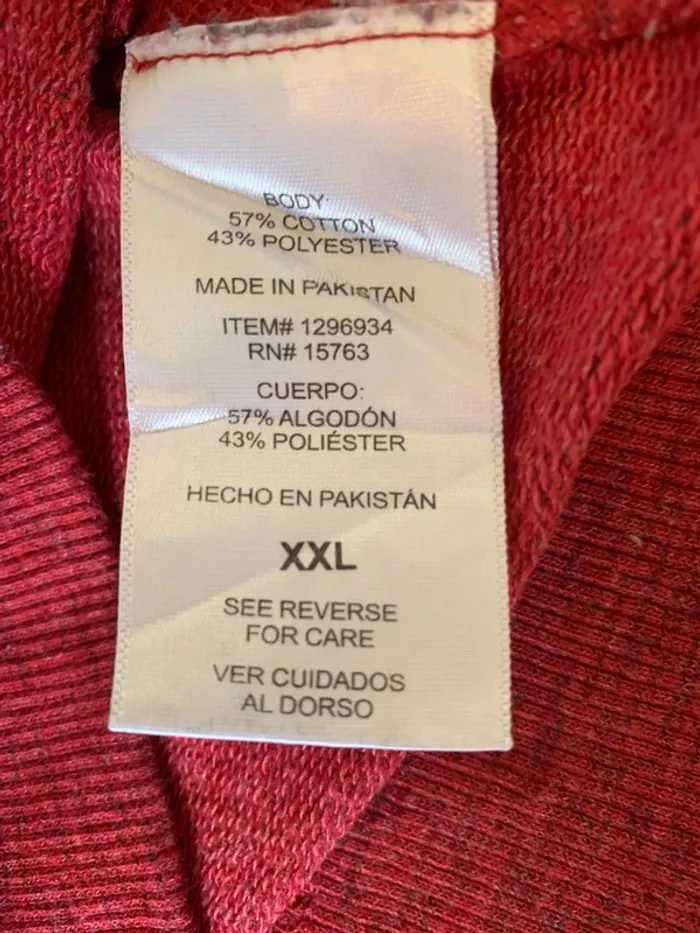 BODY:
57% COTTON
43% POLYESTER
MADE IN PAKISTAN
ITEM# 1296934
RN# 15763
CUERPO:
57% ALGODÓN
43% POLIÉSTER
HECHO EN PAKISTÁN
XXL
SEE REVERSE
FOR CARE
VER CUIDADOS
AL DORSO